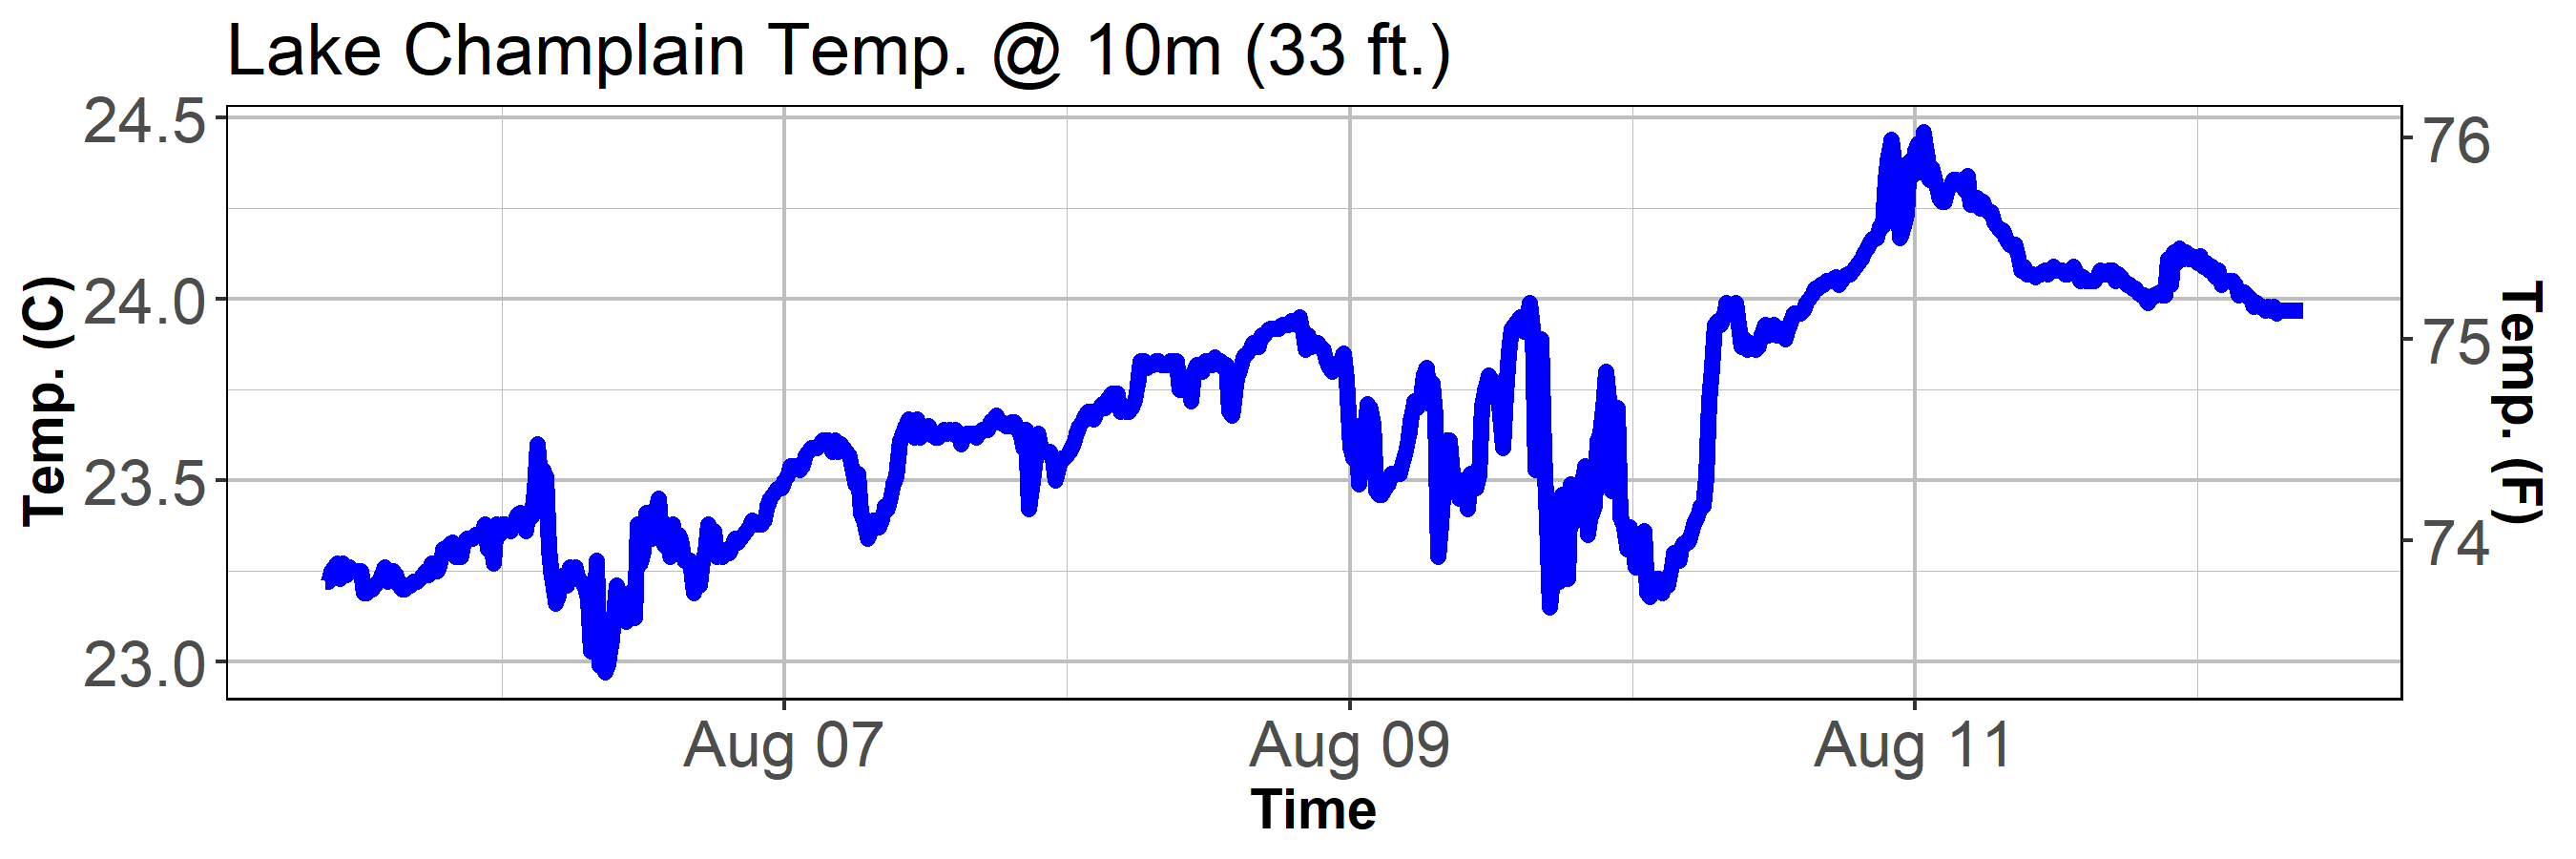 Lake Champlain Temp. @ 10m (33 ft.)
24.5
24.0
23.5
23.0
Temp. (C)
76
75
74
Temp. (F)
Aug 07
Aug 09
Aug 11
Time